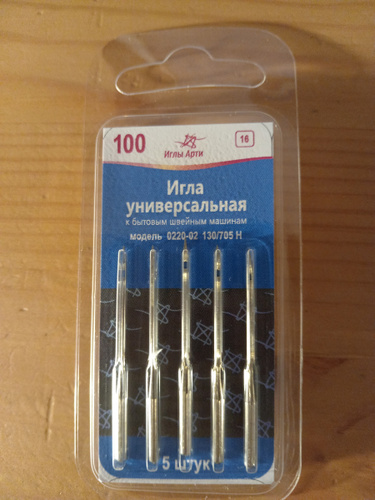 100
16
Иглы Арти
Игла
универсальная
к бытовым швейным машинам
модель 0220-02 130/705 H
5 штук